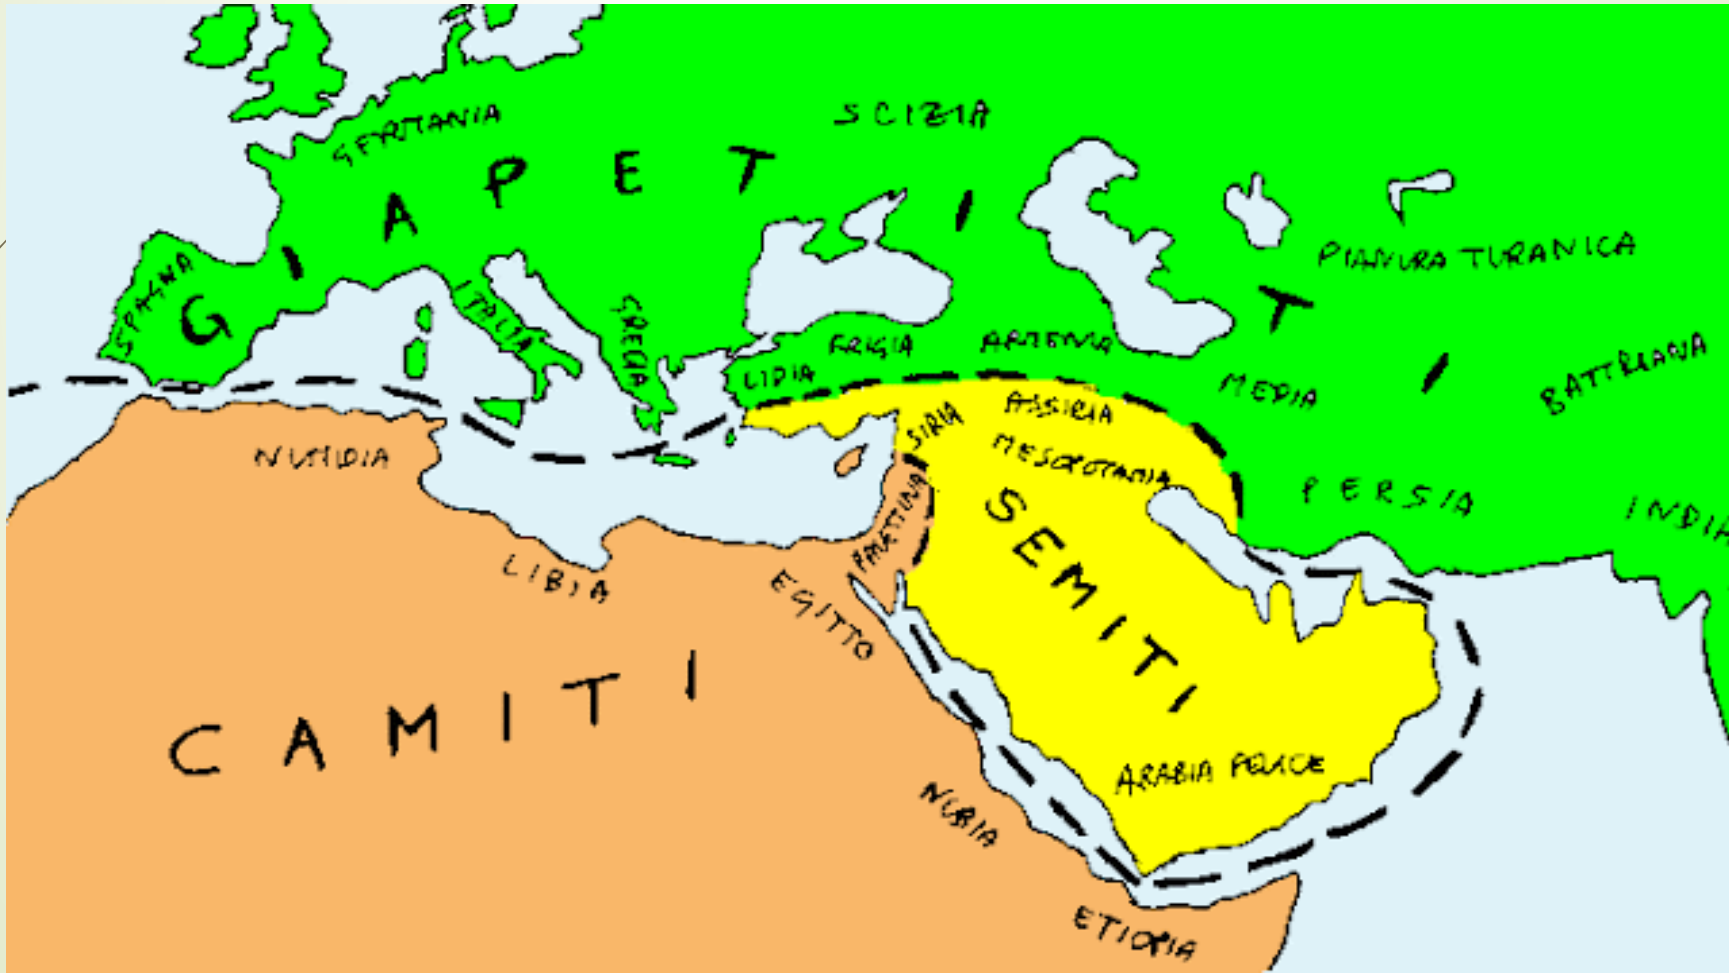 SCIZIA
GERMANIA
GIAPETITI
PIANURA TURANICA
SPAGNA
ITALIA
GRECIA
FRIGIA
ARMENIA
LIDIA
MEDIA
BATTRIANA
SIRIA
ASSIRIA
MESOPOTAMIA
NUMIDIA
PERSIA
INDIA
SEMITI
PALESTINA
LIBIA
EGITTO
CAMITI
ARABIA FELICE
NUBIA
ETIOPIA